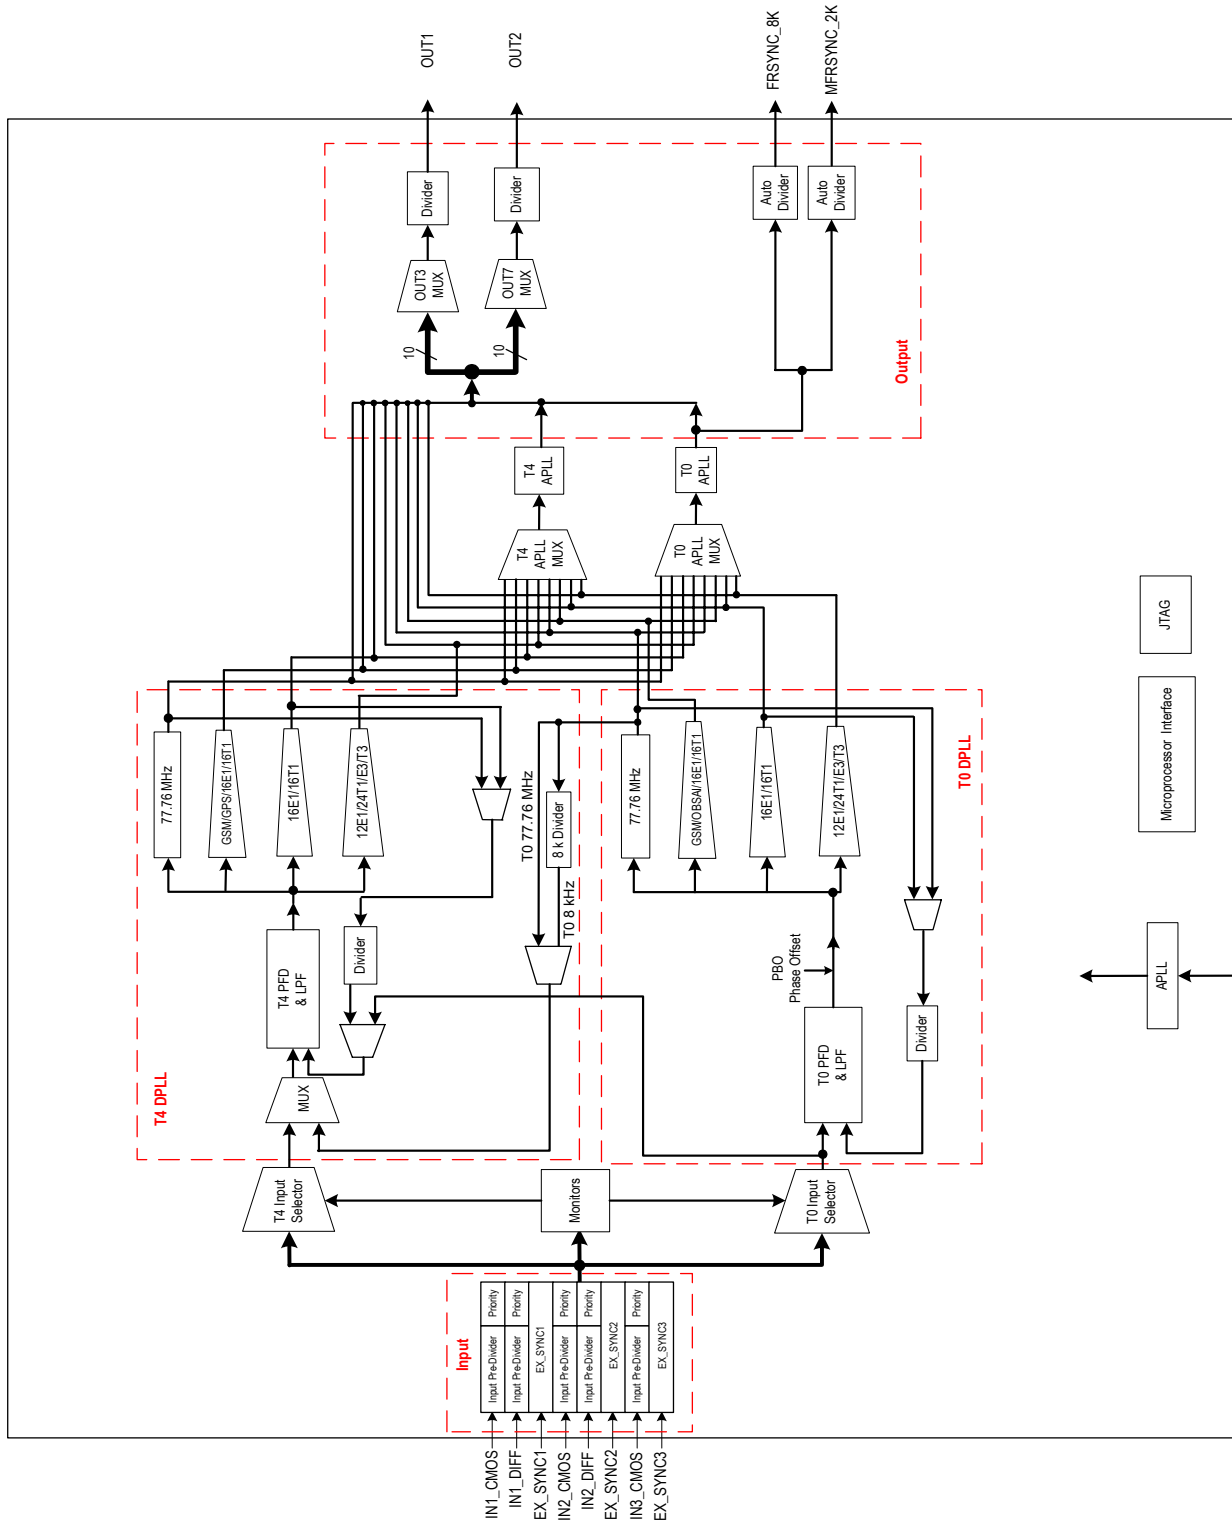 Input
IN1_CMOS
IN1_DIFF
EX_SYNC1
IN2_CMOS
IN2_DIFF
EX_SYNC2
IN3_CMOS
EX_SYNC3
Input Pre-Divider Priority
Input Pre-Divider Priority
EX_SYNC1
Input Pre-Divider Priority
Input Pre-Divider Priority
EX_SYNC2
Input Pre-Divider Priority
EX_SYNC3
T4 Input
Selector
Monitors
T0 Input
Selector
T4 DPLL
MUX
T4 PFD
& LPF
Divider
77.76 MHz
GSM/GPS/16E1/16T1
16E1/16T1
12E1/24T1/E3/T3
T0 77.76 MHz
8 k Divider
T0 8 kHz
T0 DPLL
T0 PFD
& LPF
PBO
Phase Offset
Divider
77.76 MHz
GSM/OBSAI/16E1/16T1
16E1/16T1
12E1/24T1/E3/T3
T4
APLL
MUX
T0
APLL
MUX
T4
APLL
T0
APLL
Output
10
10
OUT3
MUX
OUT7
MUX
Divider
Divider
Auto
Divider
Auto
Divider
OUT1
OUT2
FRSYNC_8K
MFRSYNC_2K
APLL
Microprocessor Interface
JTAG